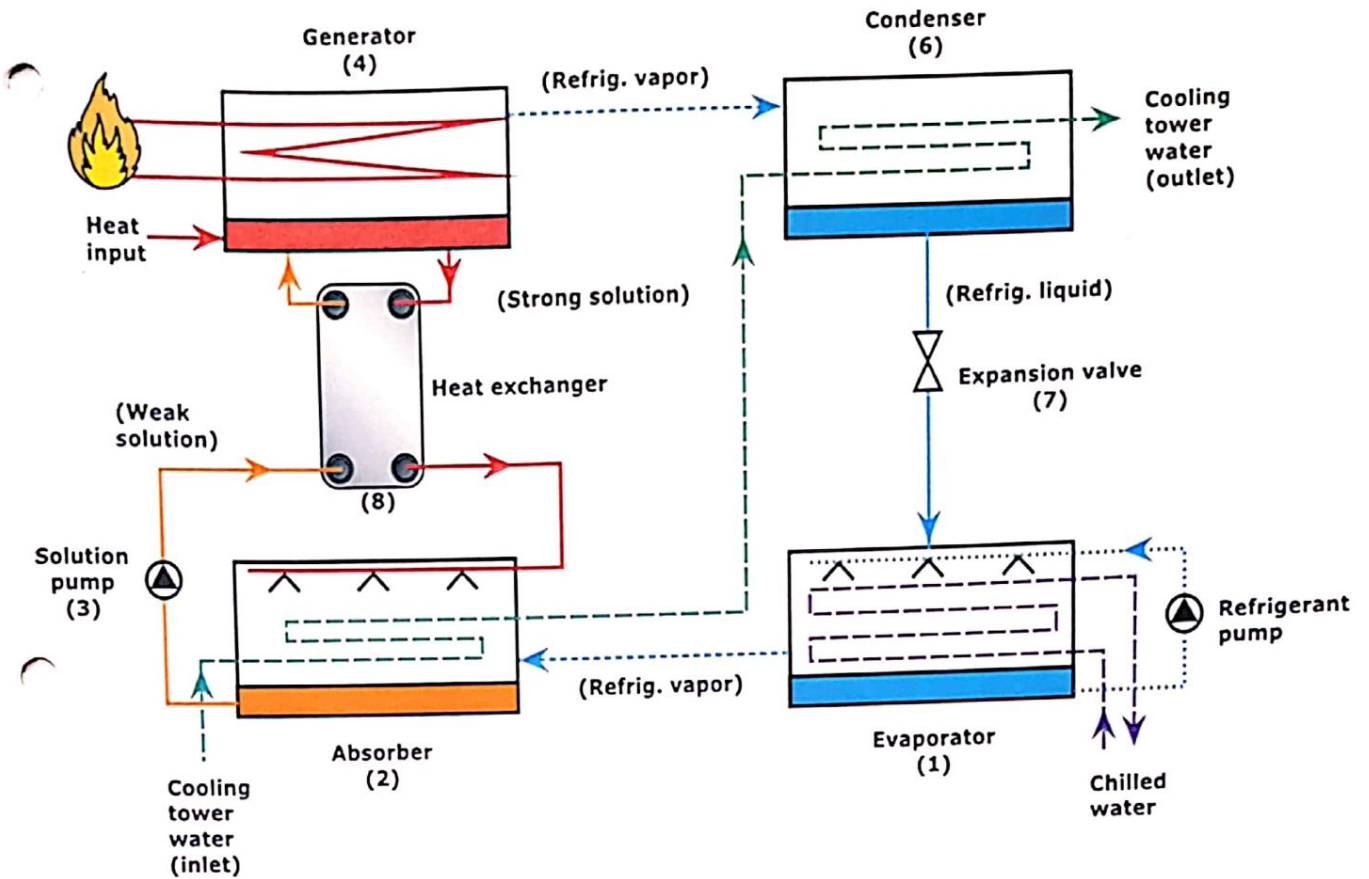 Generator
(4)
Condenser
(6)
(Refrig. vapor)
Cooling
tower
water
(outlet)
Heat
input
(Strong solution)
(Refrig. liquid)
Heat exchanger
Expansion valve
(7)
(Weak
solution)
(8)
Solution
pump
(3)
Refrigerant
pump
(Refrig. vapor)
Absorber
(2)
Evaporator
(1)
Chilled
water
Cooling
tower
water
(inlet)